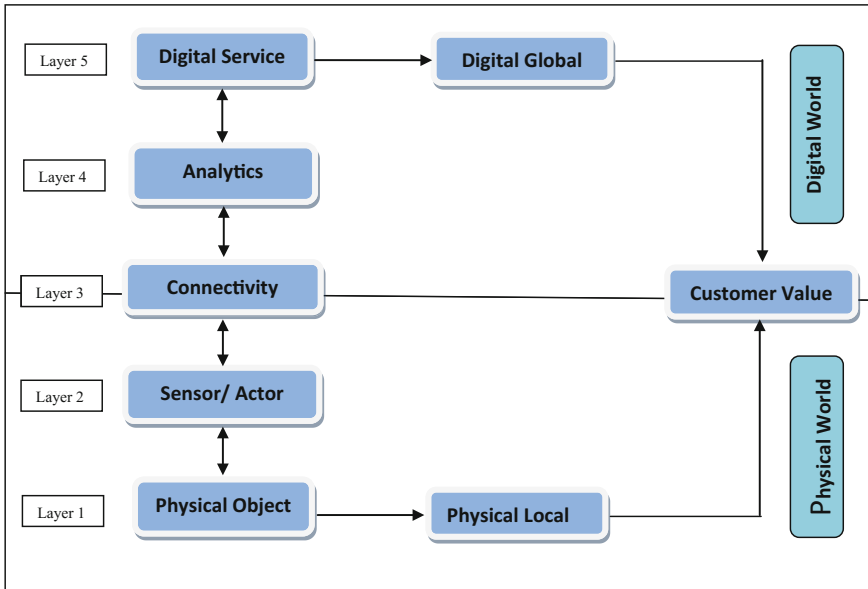 Layer 5
Digital Service
Digital Global
Digital World
Layer 4
Analytics
Layer 3
Connectivity
Customer Value
Layer 2
Sensor/ Actor
Physical World
Layer 1
Physical Object
Physical Local